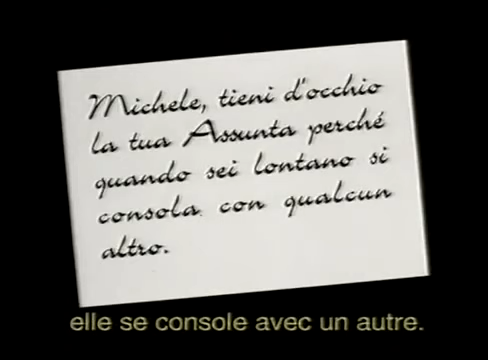 Michele, tieni d'occhio
la tua Assunta perché
quando sei lontano si
consola con qualcun
altro.
elle se console avec un autre.